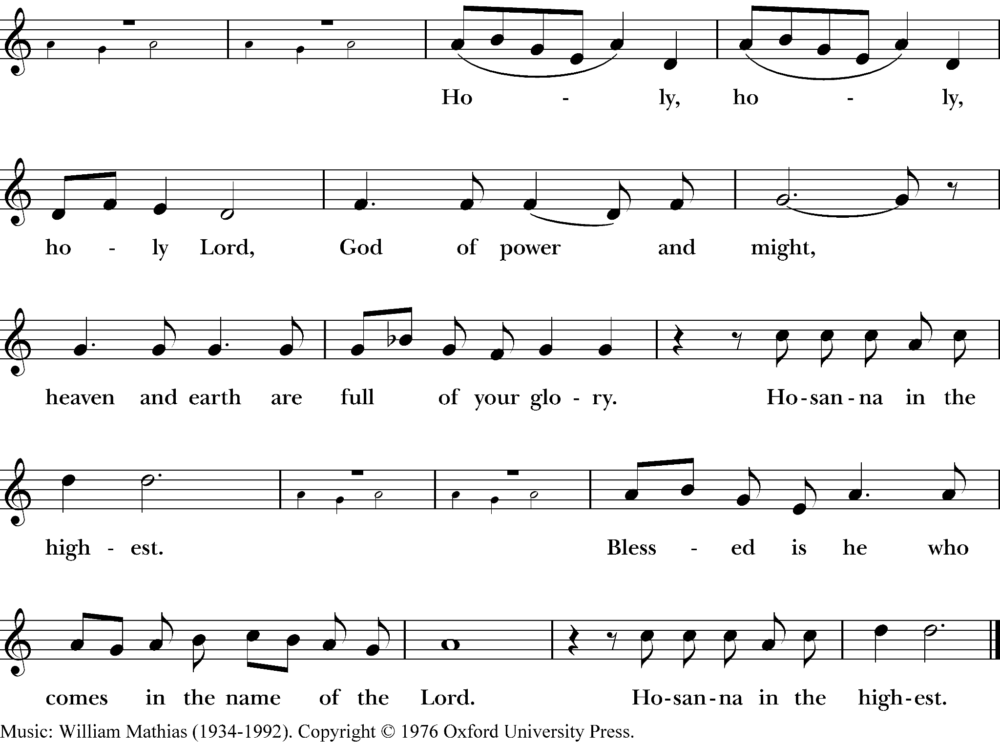 Ho - ly, ho - ly,
ho - ly Lord, God of power and might,
heaven and earth are full of your glo - ry. Ho - san - na in the
high - est. Bless - ed is he who
comes in the name of the Lord. Ho - san - na in the high - est.
Music: William Mathias (1934-1992). Copyright © 1976 Oxford University Press.